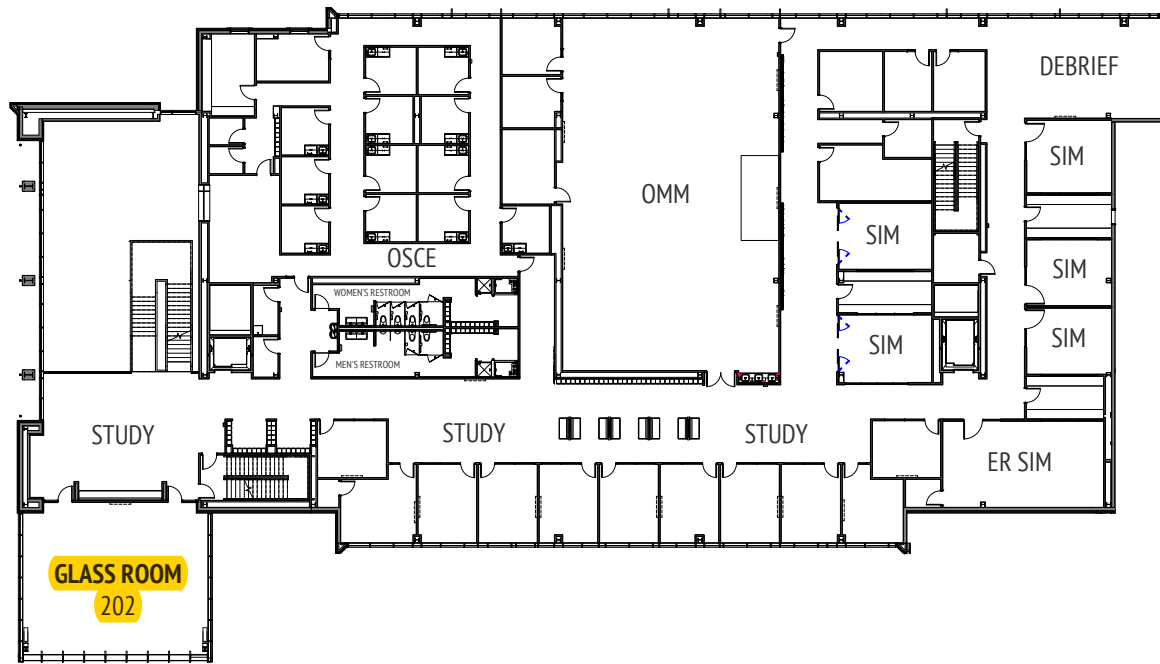 DEBRIEF
SIM
OMM
SIM
OSCE
SIM
WOMEN'S RESTROOM
SIM
SIM
MEN'S RESTROOM
STUDY
STUDY
STUDY
ER SIM
GLASS ROOM
202